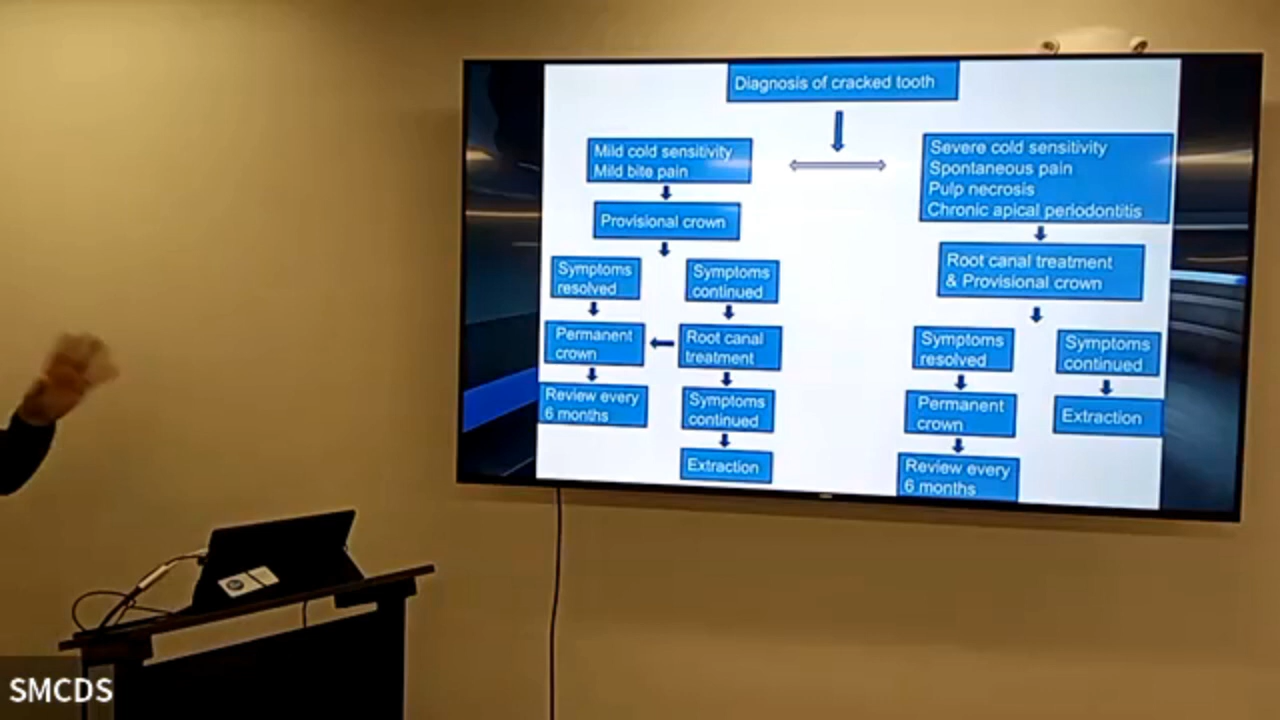 Diagnosis of cracked tooth
Mild cold sensitivity
Mild bite pain
Provisional crown
Symptoms
resolved
Symptoms
continued
Permanent
crown
Root canal
treatment
Review every
6 months
Symptoms
continued
Extraction
Severe cold sensitivity
Spontaneous pain
Pulp necrosis
Chronic apical periodontitis
Root canal treatment
& Provisional crown
Symptoms
resolved
Symptoms
continued
Permanent
crown
Extraction
Review every
6 months
SMCDS